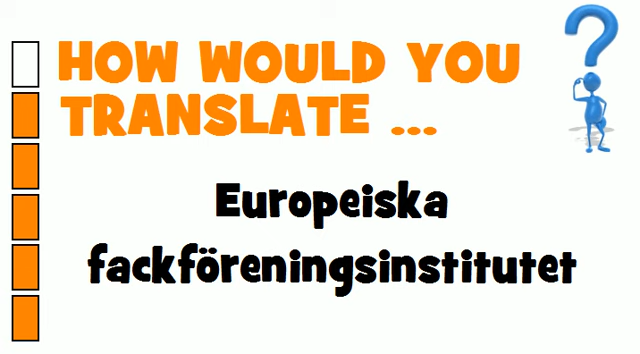 HOW WOULD YOU
TRANSLATE ...
Europeiska
fackföreningsinstitutet